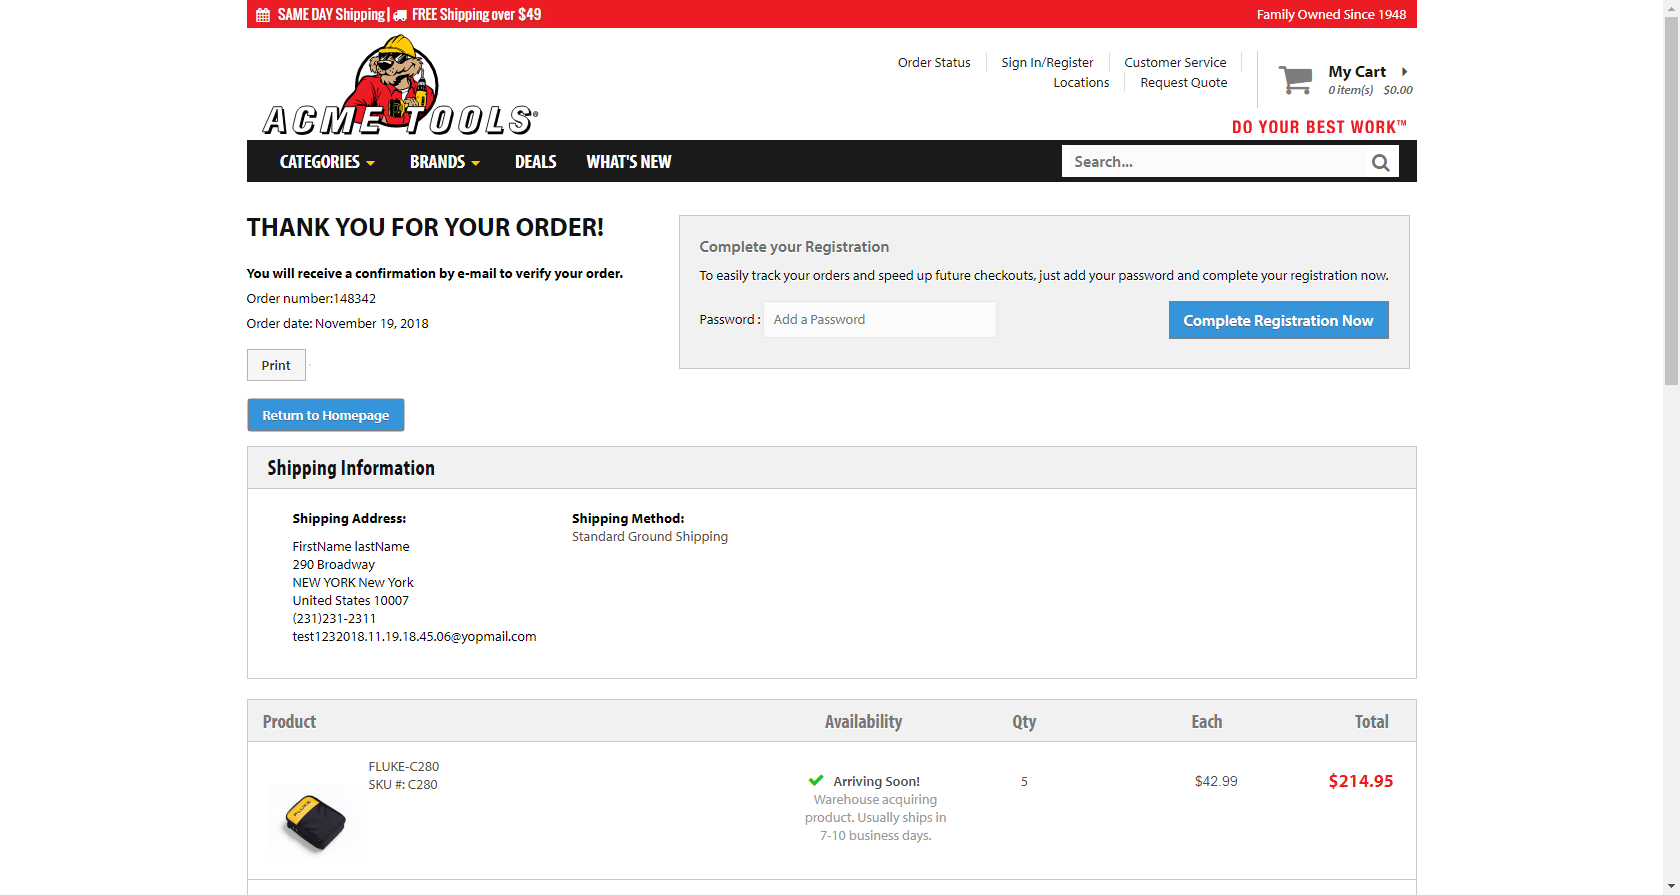 SAME DAY Shipping | FREE Shipping over $49
Family Owned Since 1948
ACME TOOLS®
Order Status
Sign In/Register
Customer Service
Locations
Request Quote
My Cart
0 item(s) $0.00
DO YOUR BEST WORK™
CATEGORIES
BRANDS
DEALS
WHAT'S NEW
Search...
THANK YOU FOR YOUR ORDER!
You will receive a confirmation by e-mail to verify your order.
Order number:148342
Order date: November 19, 2018
Print
Return to Homepage
Complete your Registration
To easily track your orders and speed up future checkouts, just add your password and complete your registration now.
Password :
Add a Password
Complete Registration Now
Shipping Information
Shipping Address:
FirstName lastName
290 Broadway
NEW YORK New York
United States 10007
(231)231-2311
test1232018.11.19.18.45.06@yopmail.com
Shipping Method:
Standard Ground Shipping
Product
Availability
Qty
Each
Total
FLUKE
FLUKE-C280
SKU #: C280
Arriving Soon!
Warehouse acquiring
product. Usually ships in
7-10 business days.
5
$42.99
$214.95